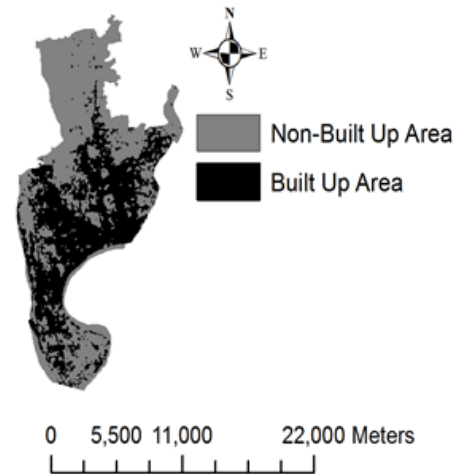 N
W E
S
Non-Built Up Area
Built Up Area
0 5,500 11,000 22,000 Meters